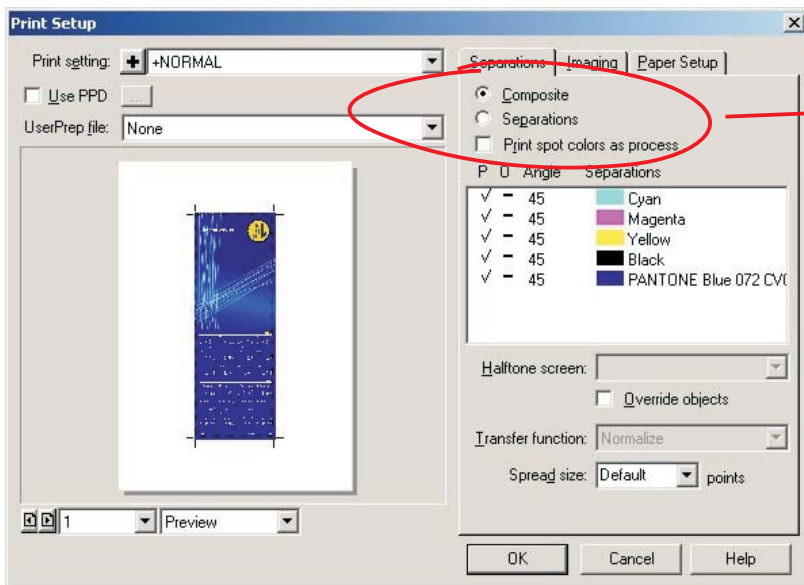 Print Setup
Print setting: +NORMAL
Use PPD ...
UserPrep file: None
1 Preview
Separations Imaging Paper Setup
Composite
Separations
Print spot colors as process
P O Angle Separations
45 Cyan
45 Magenta
45 Yellow
45 Black
45 PANTONE Blue 072 CV
Halftone screen:
Override objects
Transfer function: Normalize
Spread size: Default points
OK Cancel Help